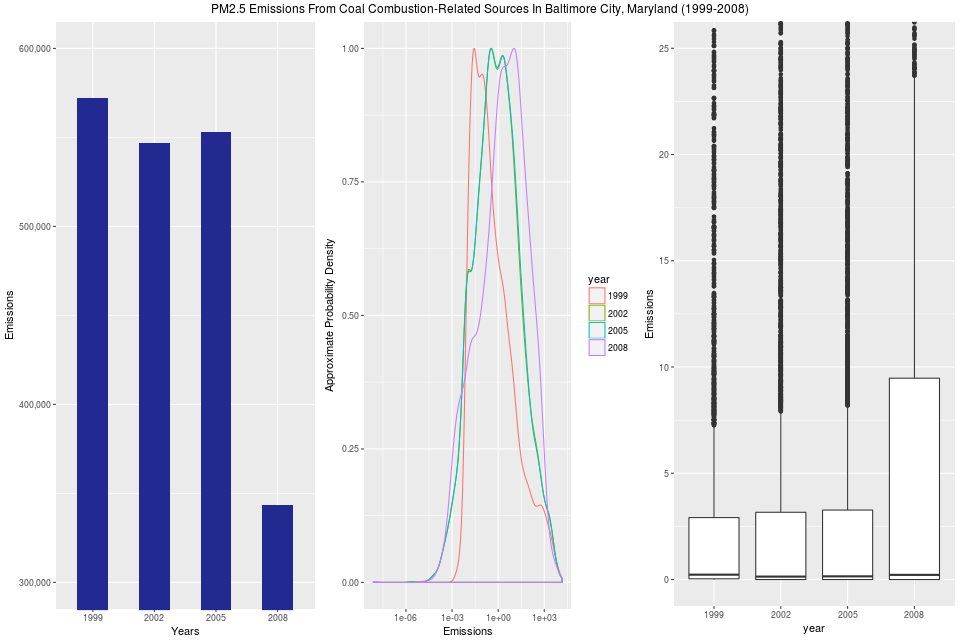 PM2.5 Emissions From Coal Combustion-Related Sources In Baltimore City, Maryland (1999-2008)
Emissions
600,000
500,000
400,000
300,000
1999 2002 2005 2008
Years
Approximate Probability Density
1.00
0.75
0.50
0.25
0.00
1e-06 1e-03 1e+00 1e+03
Emissions
year
1999
2002
2005
2008
Emissions
25
20
15
10
5
0
1999 2002 2005 2008
year